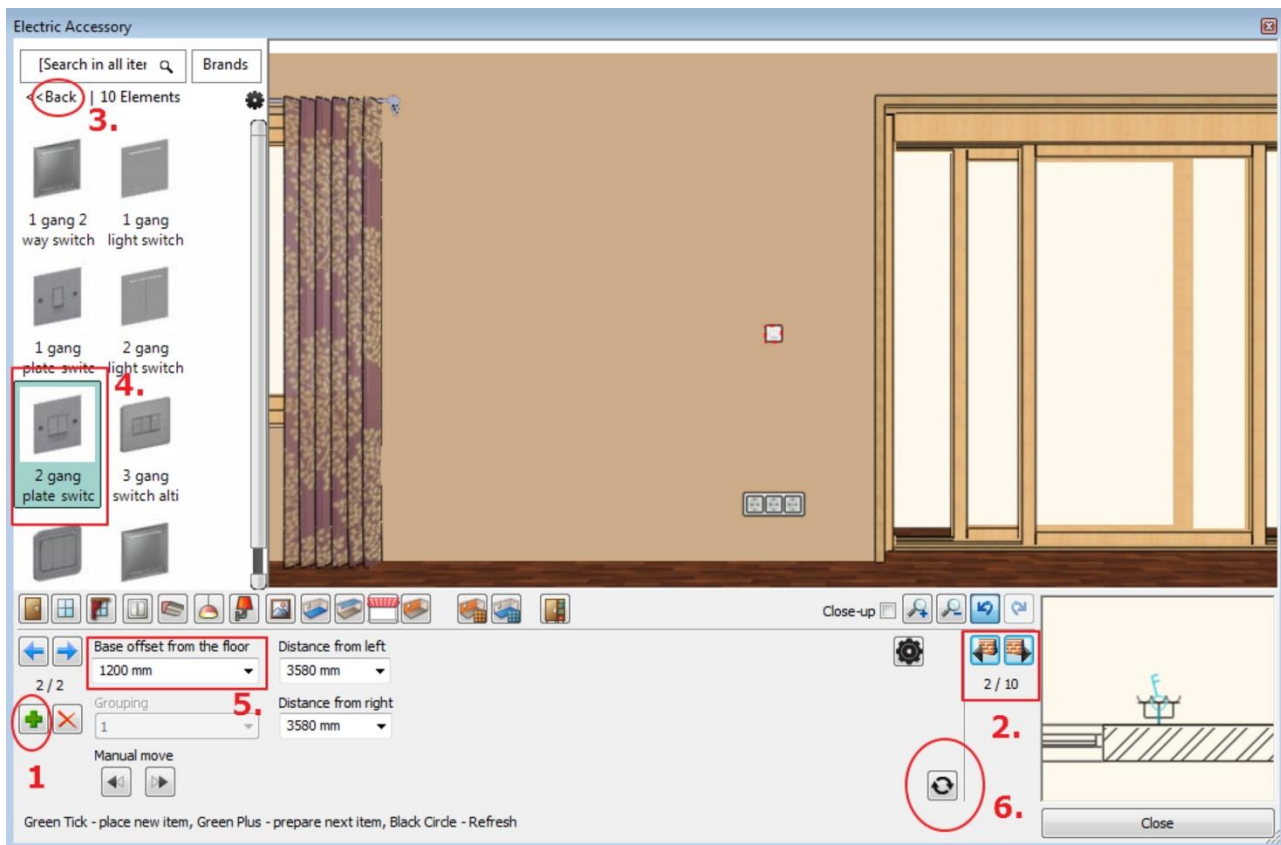 Electric Accessory
[Search in all iter
Brands
<<Back | 10 Elements
3.
1 gang 2
way switch
1 gang
light switch
1 gang
plate switc
2 gang
light switch
4.
2 gang
plate switc
3 gang
switch alti
Close-up
Base offset from the floor
1200 mm
Distance from left
3580 mm
2 / 2
5.
Grouping
1
Distance from right
3580 mm
2 / 10
2.
1
Manual move
6.
Green Tick - place new item, Green Plus - prepare next item, Black Circle - Refresh
Close
F